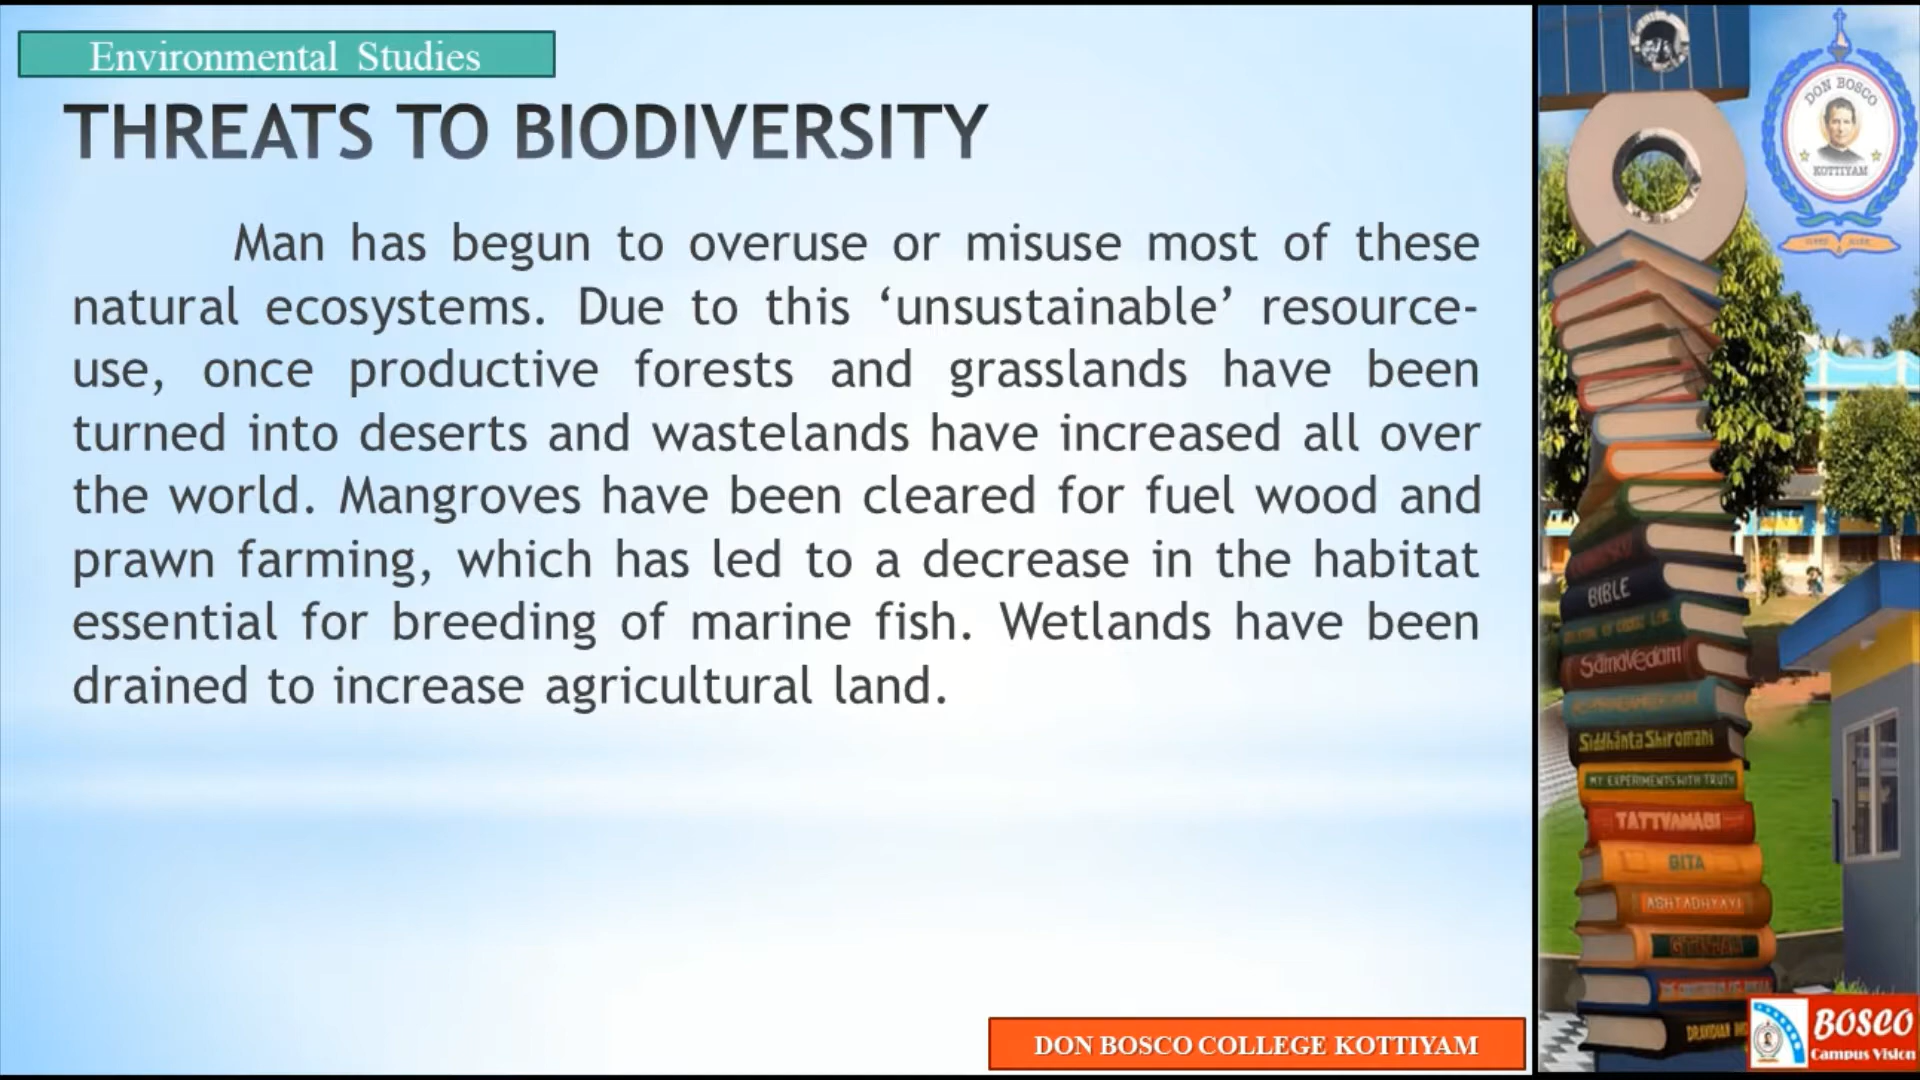 Environmental Studies
THREATS TO BIODIVERSITY
Man has begun to overuse or misuse most of these
natural ecosystems. Due to this ‘unsustainable’ resource-
use, once productive forests and grasslands have been
turned into deserts and wastelands have increased all over
the world. Mangroves have been cleared for fuel wood and
prawn farming, which has led to a decrease in the habitat
essential for breeding of marine fish. Wetlands have been
drained to increase agricultural land.
DON BOSCO COLLEGE KOTTIYAM
DON BOSCO
KOTTIYAM
BIBLE
SamaVedam
Siddhanta Shiromani
MY EXPERIMENTS WITH TRUTH
TATTVAMASI
GITA
ASHTADHYAYI
BOSCO
Campus Vision